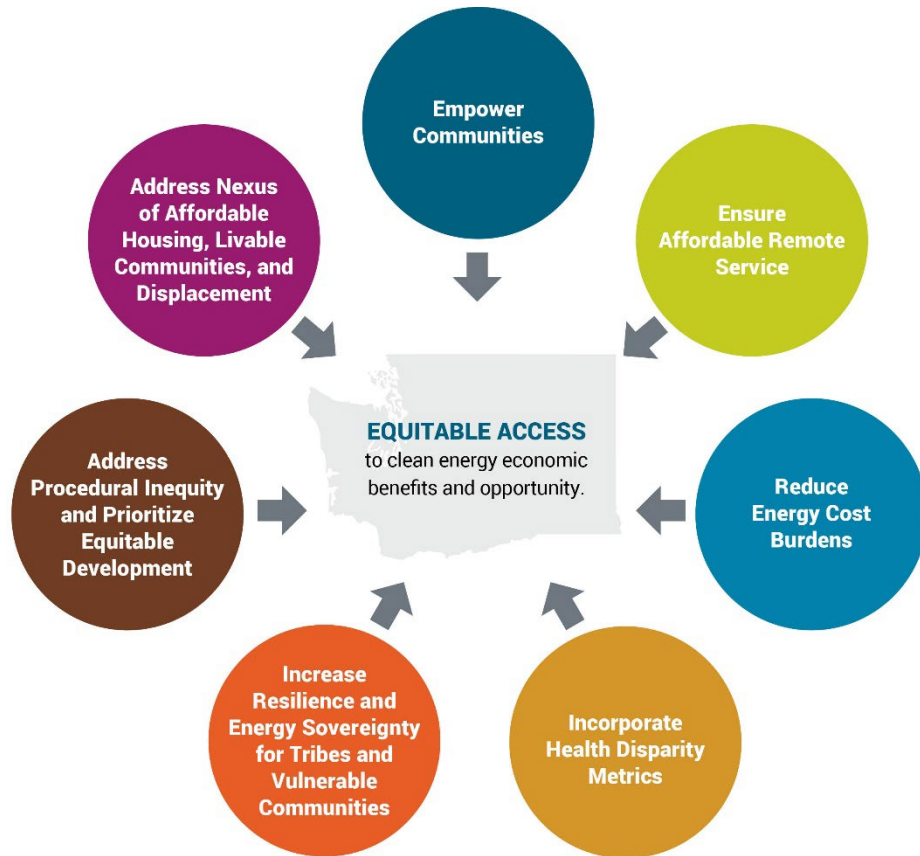 Empower
Communities
Ensure
Affordable Remote
Service
Reduce
Energy Cost
Burdens
Incorporate
Health Disparity
Metrics
Increase
Resilience and
Energy Sovereignty
for Tribes and
Vulnerable
Communities
Address
Procedural Inequity
and Prioritize
Equitable
Development
Address Nexus
of Affordable
Housing, Livable
Communities, and
Displacement
EQUITABLE ACCESS
to clean energy economic
benefits and opportunity.